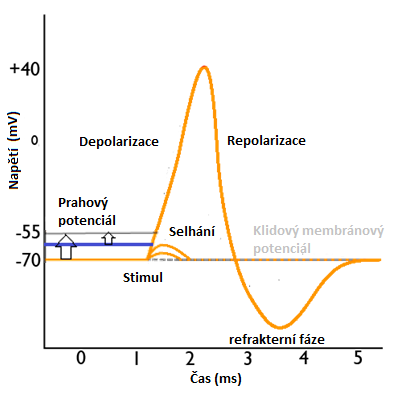 +40
Napětí (mV)
0
Depolarizace
Repolarizace
Prahový
potenciál
-55
Selhání
Klidový membránový
potenciál
-70
Stimul
refrakterní fáze
0 1 2 3 4 5
Čas (ms)